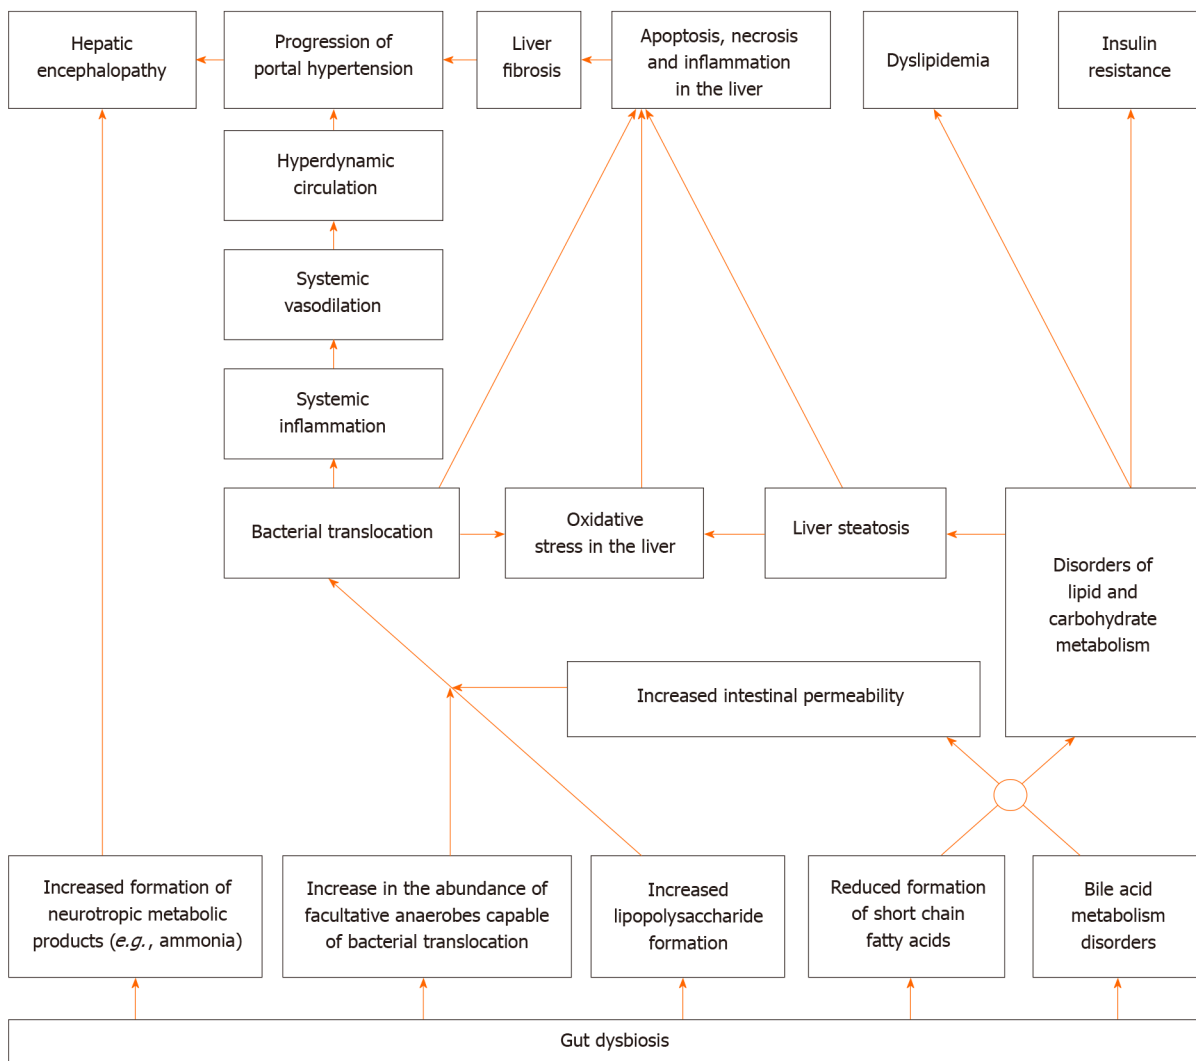 Hepatic
encephalopathy
Progression of
portal hypertension
Liver
fibrosis
Apoptosis, necrosis
and inflammation
in the liver
Dyslipidemia
Insulin
resistance
Hyperdynamic
circulation
Systemic
vasodilation
Systemic
inflammation
Bacterial translocation
Oxidative
stress in the liver
Liver steatosis
Disorders of
lipid and
carbohydrate
metabolism
Increased intestinal permeability
Increased formation of
neurotropic metabolic
products (e.g., ammonia)
Increase in the abundance of
facultative anaerobes capable
of bacterial translocation
Increased
lipopolysaccharide
formation
Reduced formation
of short chain
fatty acids
Bile acid
metabolism
disorders
Gut dysbiosis